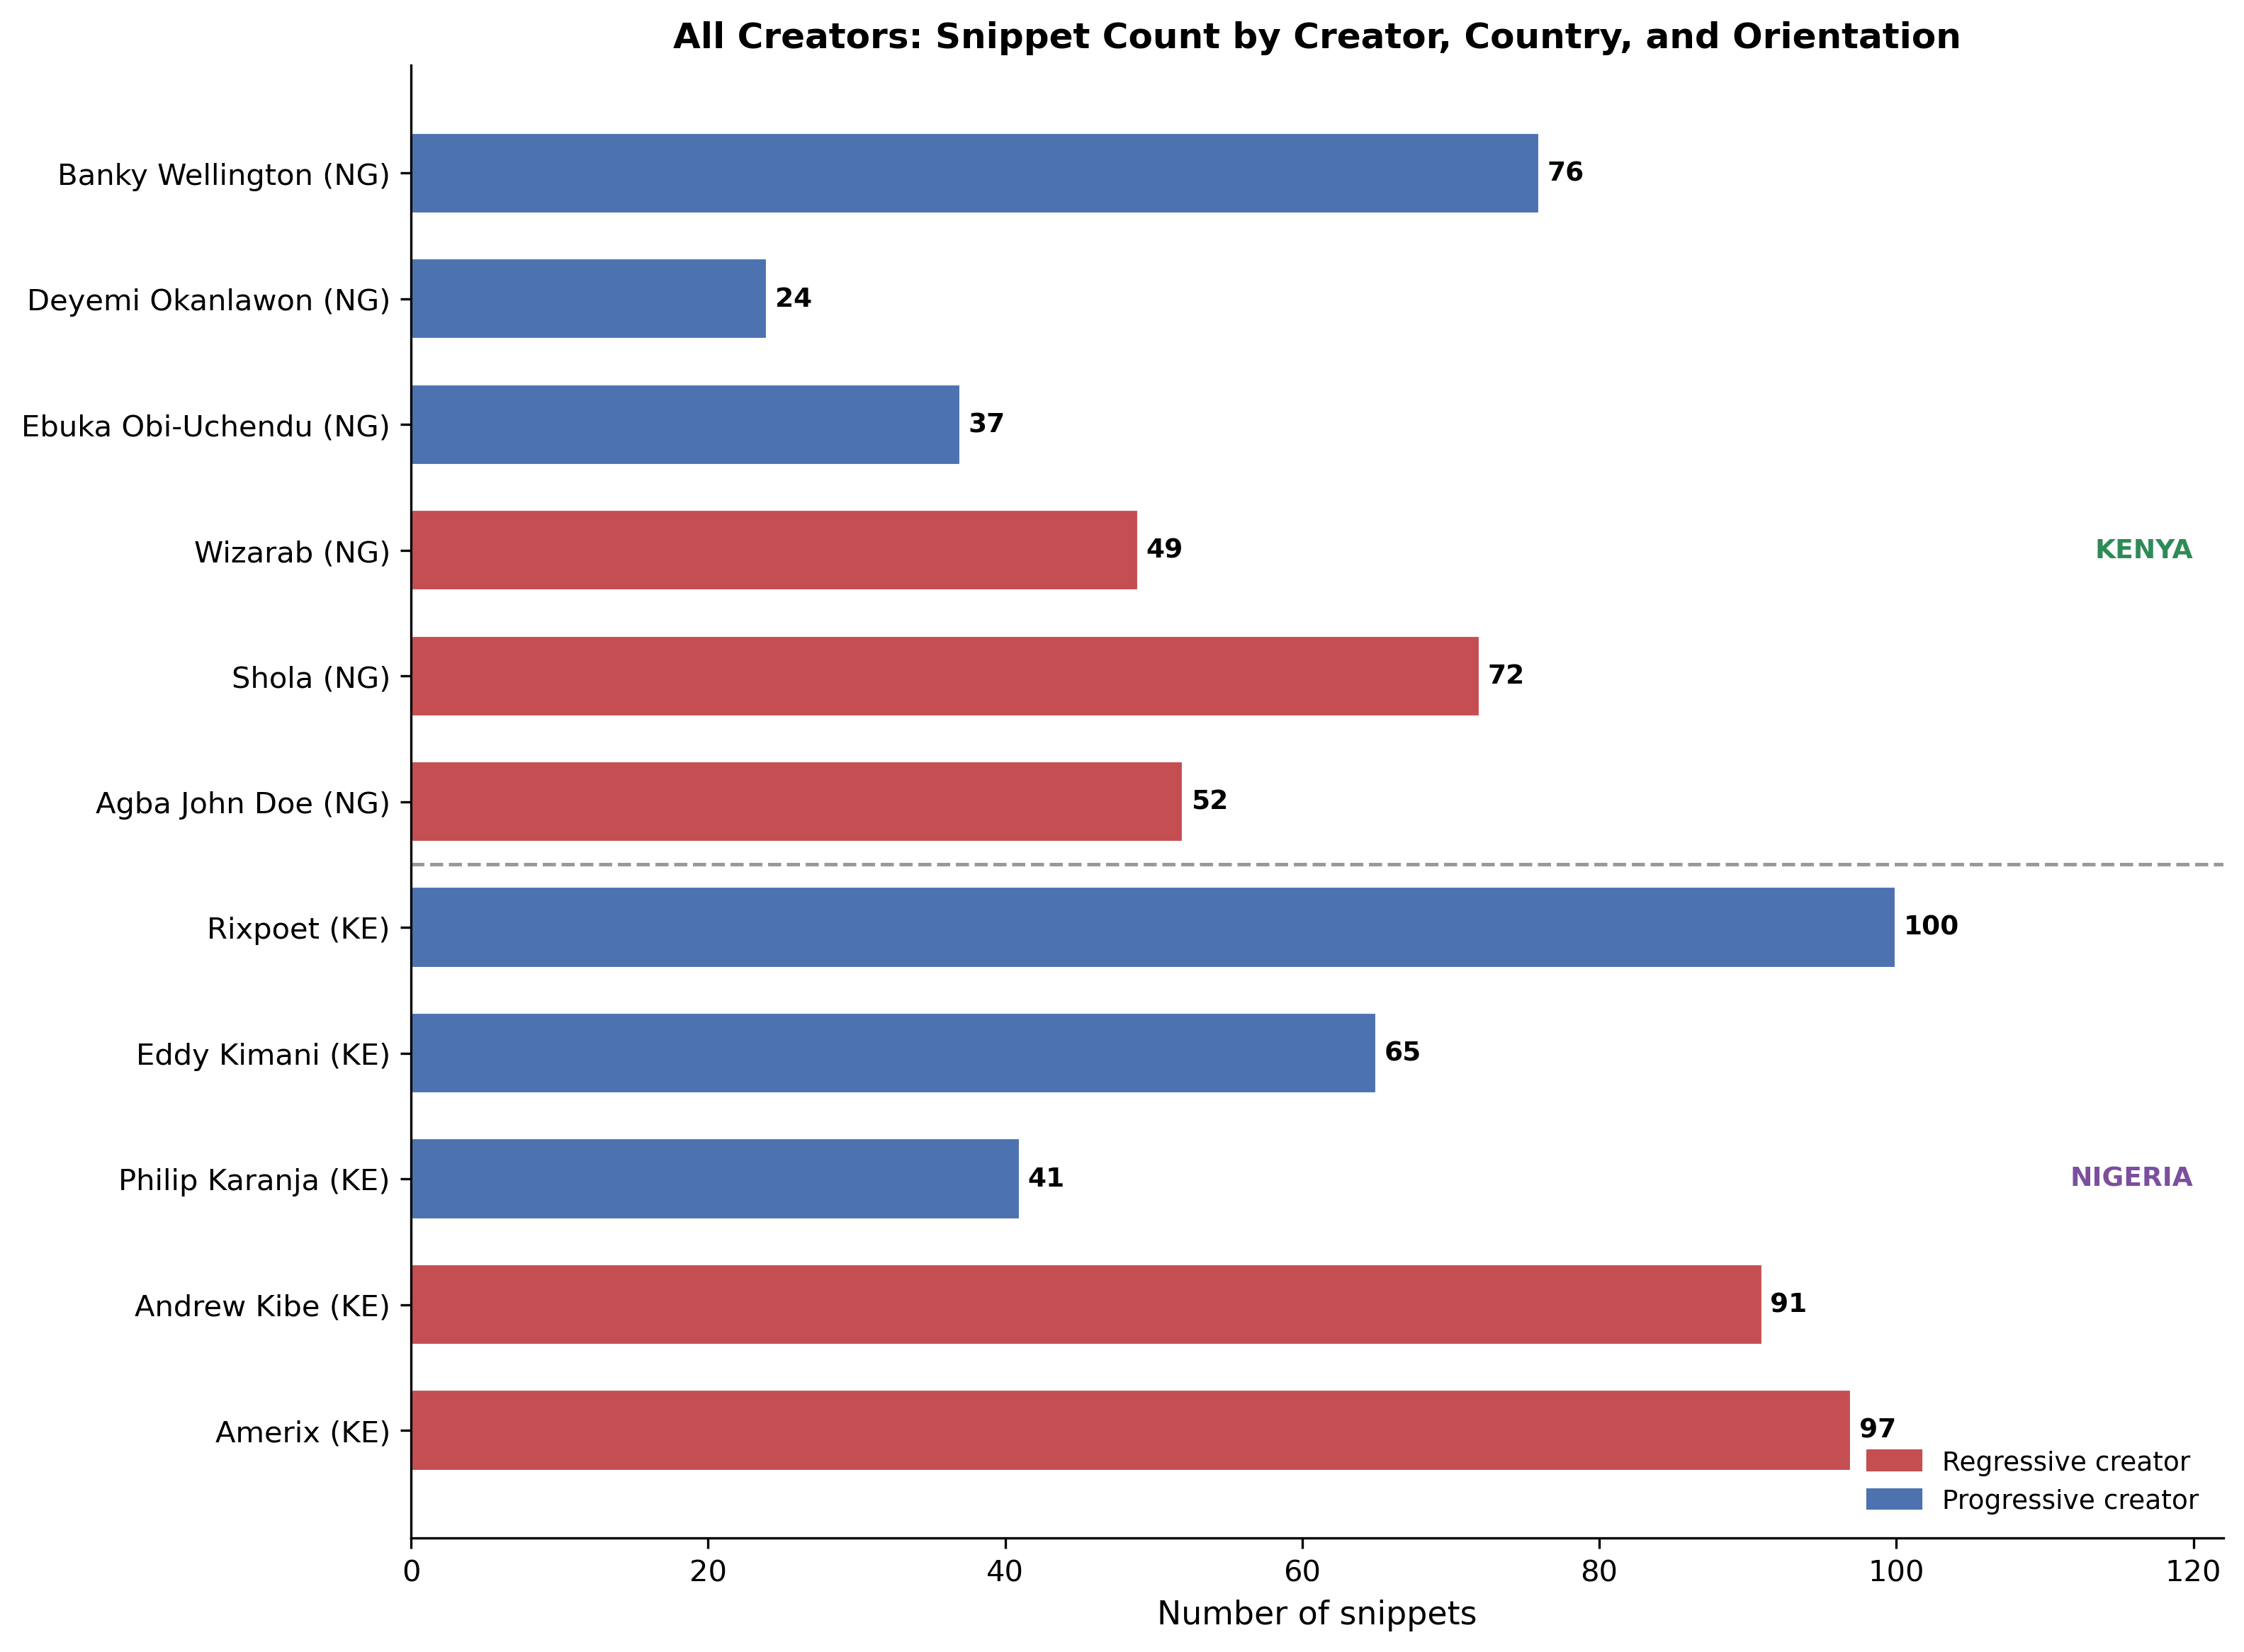 All Creators: Snippet Count by Creator, Country, and Orientation
Banky Wellington (NG)
76
Deyemi Okanlawon (NG)
24
Ebuka Obi-Uchendu (NG)
37
Wizarab (NG)
49
KENYA
Shola (NG)
72
Agba John Doe (NG)
52
Rixpoet (KE)
100
Eddy Kimani (KE)
65
Philip Karanja (KE)
41
NIGERIA
Andrew Kibe (KE)
91
Amerix (KE)
97
Regressive creator
Progressive creator
0 20 40 60 80 100 120
Number of snippets